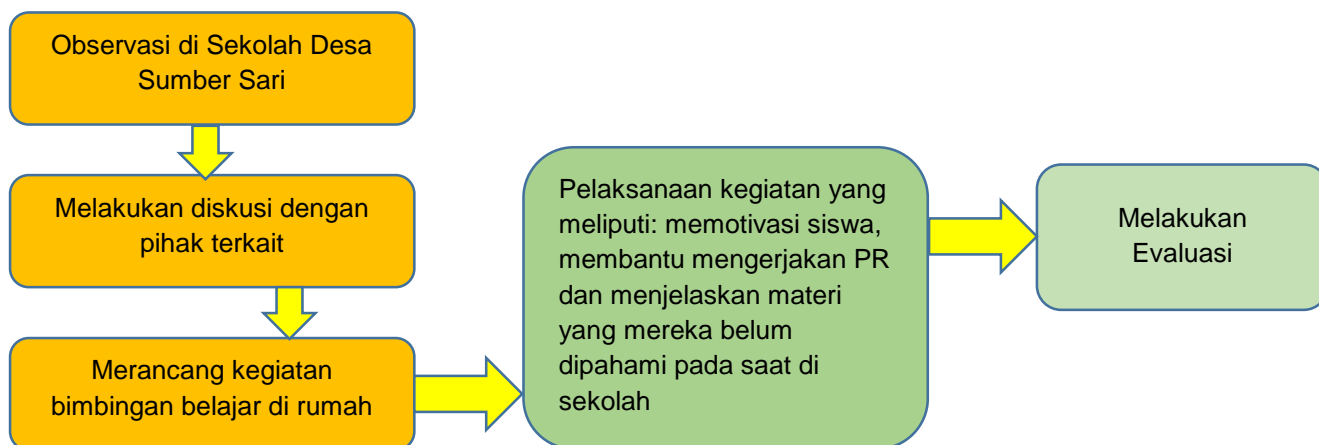 Observasi di Sekolah Desa
Sumber Sari
Melakukan diskusi dengan
pihak terkait
Merancang kegiatan
bimbingan belajar di rumah
Pelaksanaan kegiatan yang
meliputi: memotivasi siswa,
membantu mengerjakan PR
dan menjelaskan materi
yang mereka belum
dipahami pada saat di
sekolah
Melakukan
Evaluasi